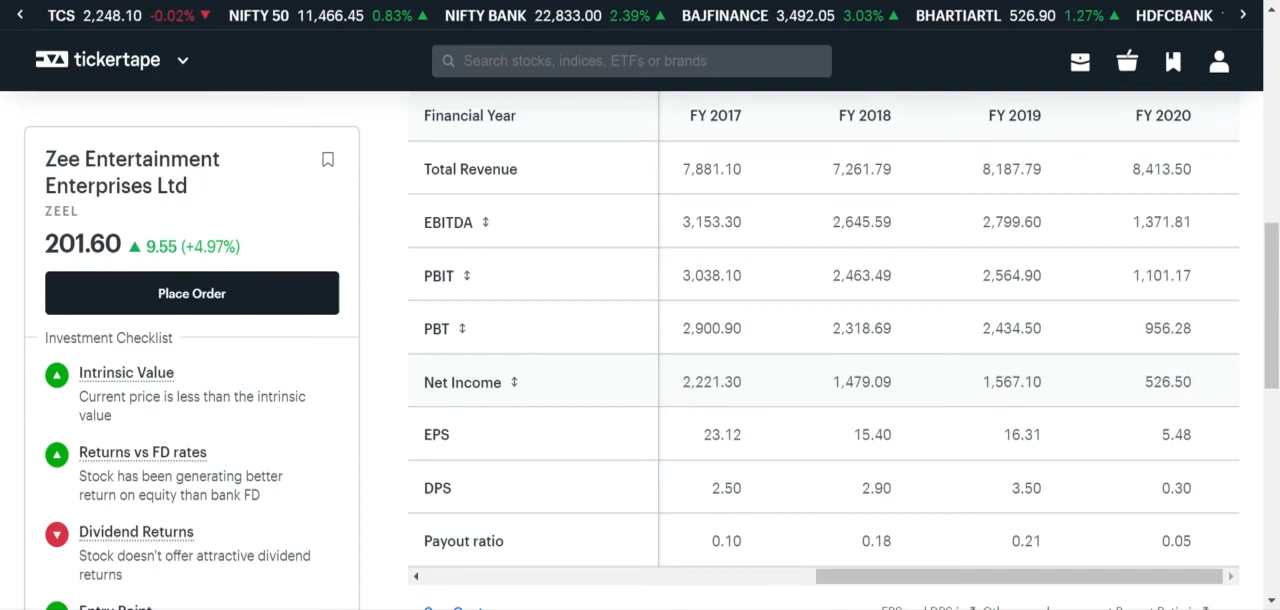 TCS 2,248.10 -0.02% ▼ NIFTY 50 11,466.45 0.83% ▲ NIFTY BANK 22,833.00 2.39% ▲ BAJFINANCE 3,492.05 3.03% ▲ BHARTIARTL 526.90 1.27% ▲ HDFCBANK
tickertape
Search stocks, indices, ETFs or brands
Zee Entertainment
Enterprises Ltd
ZEEL
201.60 ▲ 9.55 (+4.97%)
Place Order
Investment Checklist
Intrinsic Value
Current price is less than the intrinsic
value
Returns vs FD rates
Stock has been generating better
return on equity than bank FD
Dividend Returns
Stock doesn't offer attractive dividend
returns
Entry Point
Financial Year FY 2017 FY 2018 FY 2019 FY 2020
Total Revenue 7,881.10 7,261.79 8,187.79 8,413.50
EBITDA 3,153.30 2,645.59 2,799.60 1,371.81
PBIT 3,038.10 2,463.49 2,564.90 1,101.17
PBT 2,900.90 2,318.69 2,434.50 956.28
Net Income 2,221.30 1,479.09 1,567.10 526.50
EPS 23.12 15.40 16.31 5.48
DPS 2.50 2.90 3.50 0.30
Payout ratio 0.10 0.18 0.21 0.05